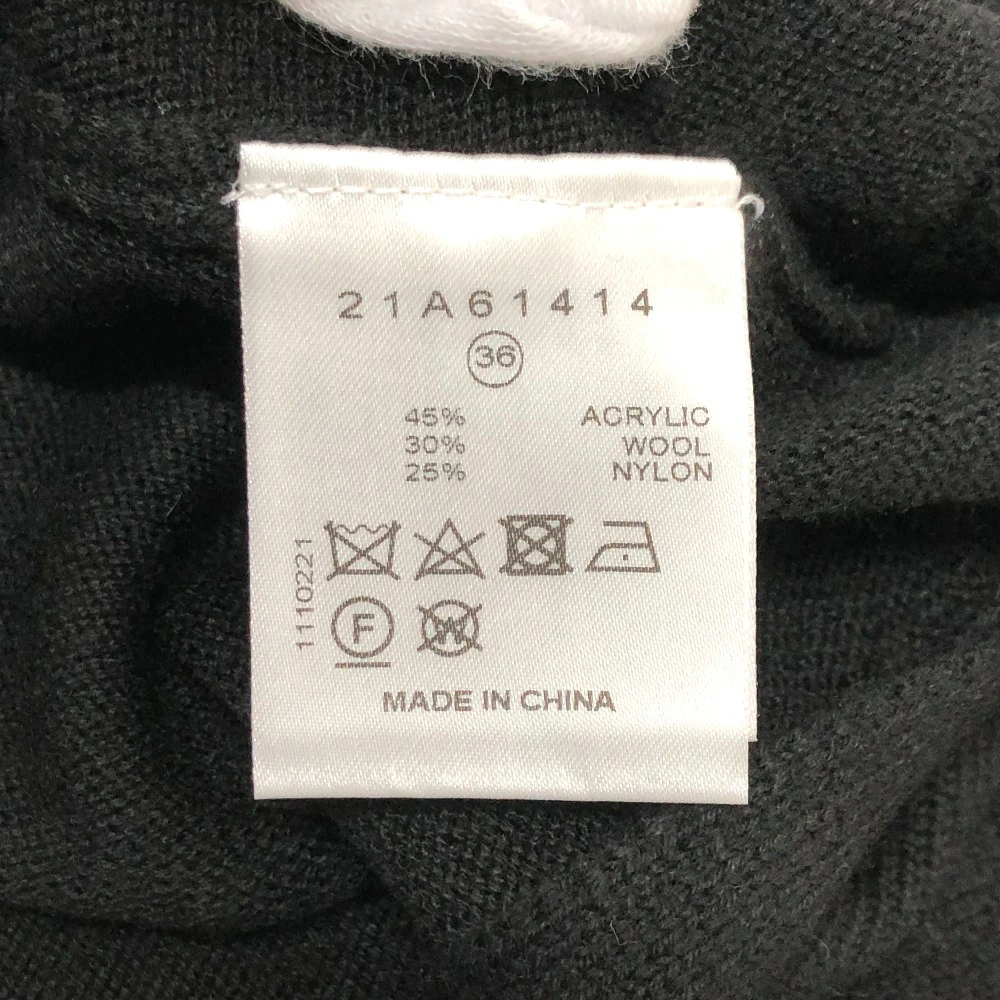 21A61414
36
45% ACRYLIC
30% WOOL
25% NYLON
1110221
F W
MADE IN CHINA